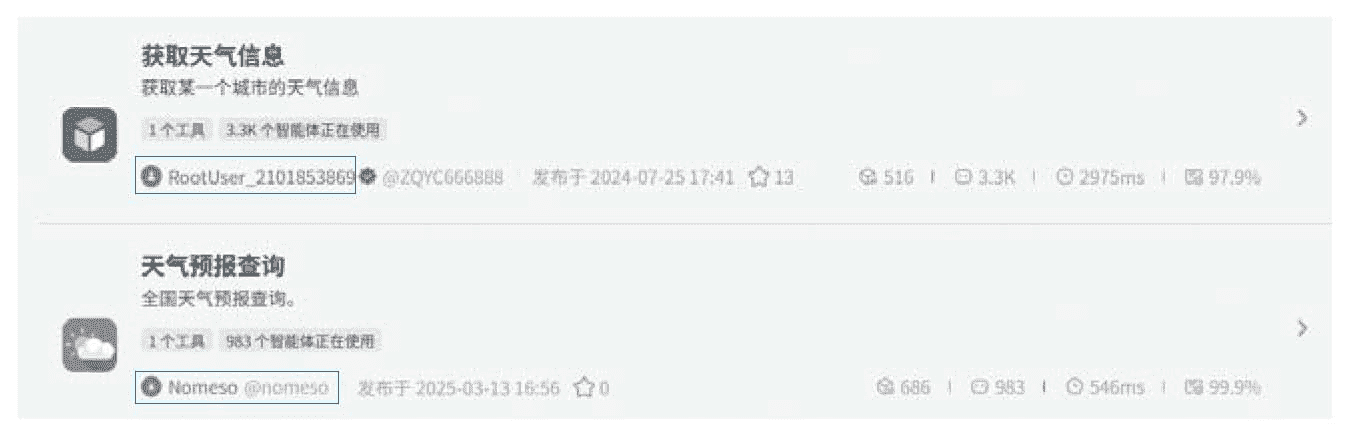 获取天气信息
获取某一个城市的天气信息
1个工具 3.3K 个智能体正在使用
RootUser_2101853869 @ZQYC666888 发布于 2024-07-25 17:41 13 516 3.3K 2975ms 97.9%
天气预报查询
全国天气预报查询。
1个工具 983 个智能体正在使用
Nomeso @nomeso 发布于 2025-03-13 16:56 0 686 983 546ms 99.9%